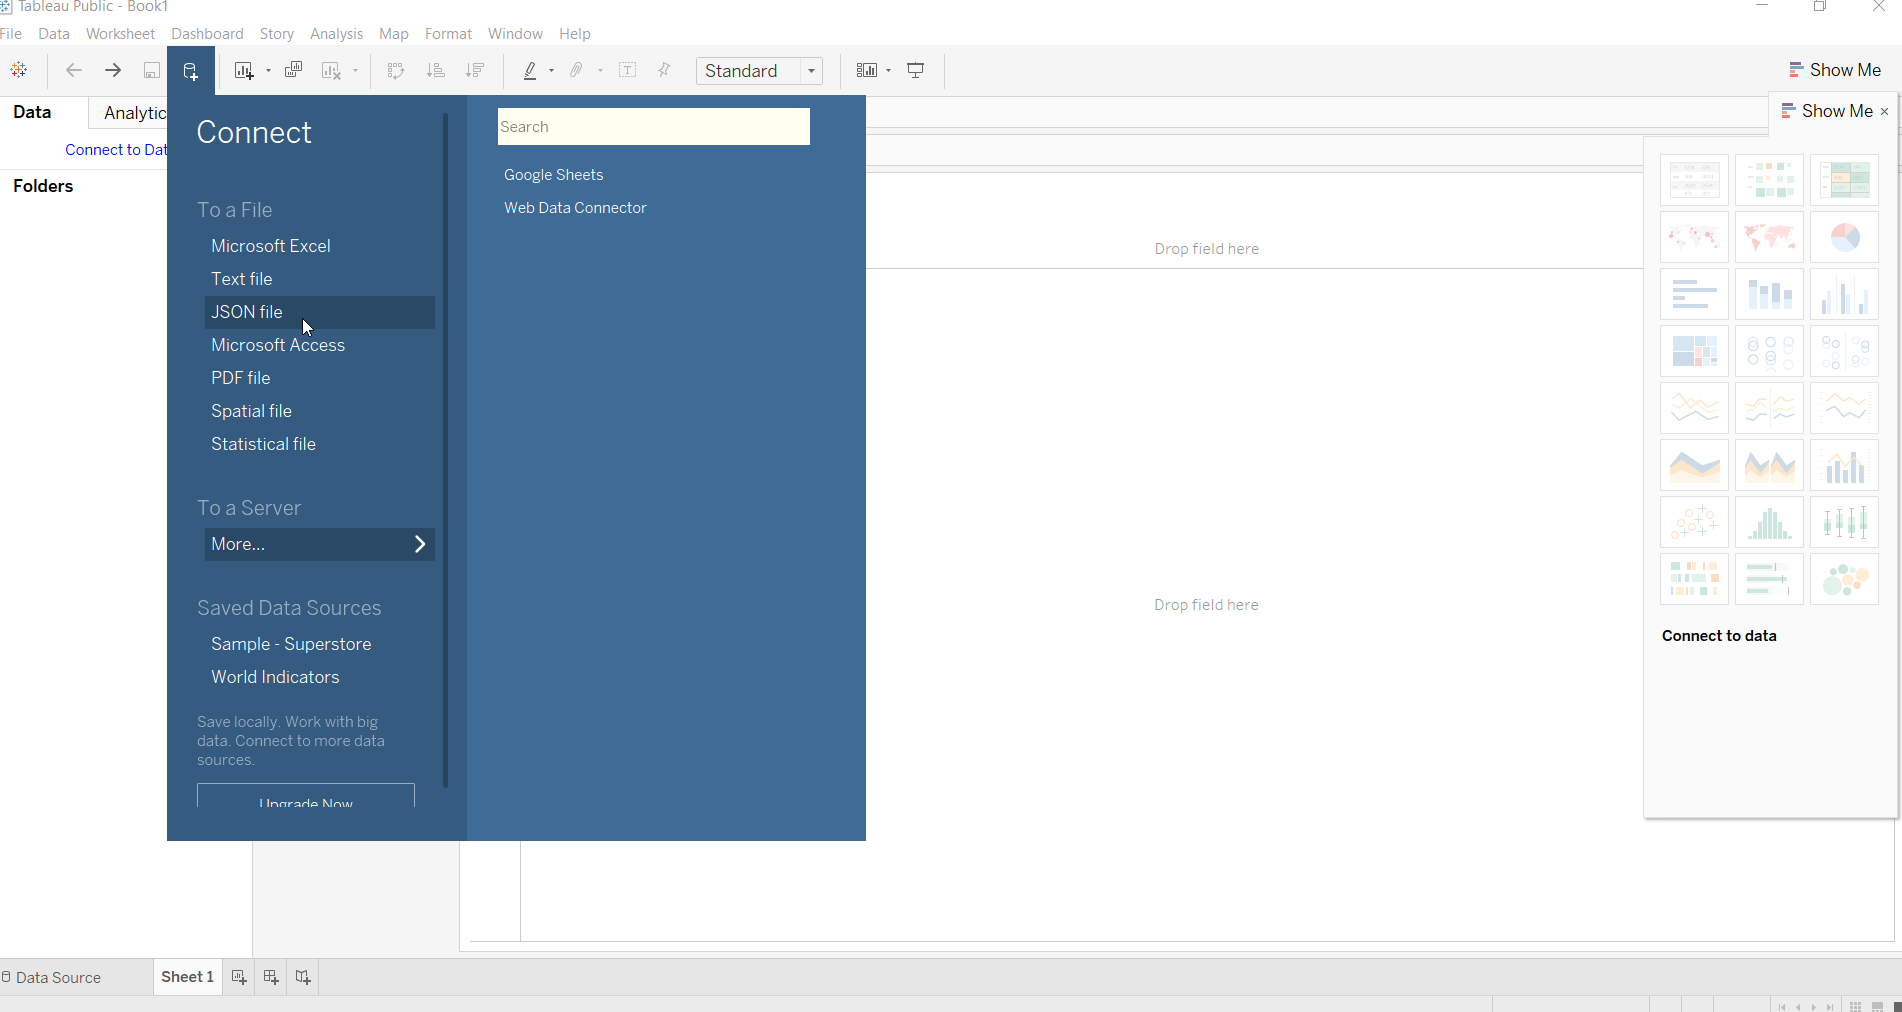 Tableau Public - Book1
File Data Worksheet Dashboard Story Analysis Map Format Window Help
Standard
Show Me
Data
Analytic
Show Me
Connect to Dat
Folders
Connect
To a File
Microsoft Excel
Text file
JSON file
Microsoft Access
PDF file
Spatial file
Statistical file
To a Server
More...
Saved Data Sources
Sample - Superstore
World Indicators
Save locally. Work with big
data. Connect to more data
sources.
Upgrade Now
Search
Google Sheets
Web Data Connector
Drop field here
Drop field here
Connect to data
Data Source
Sheet 1